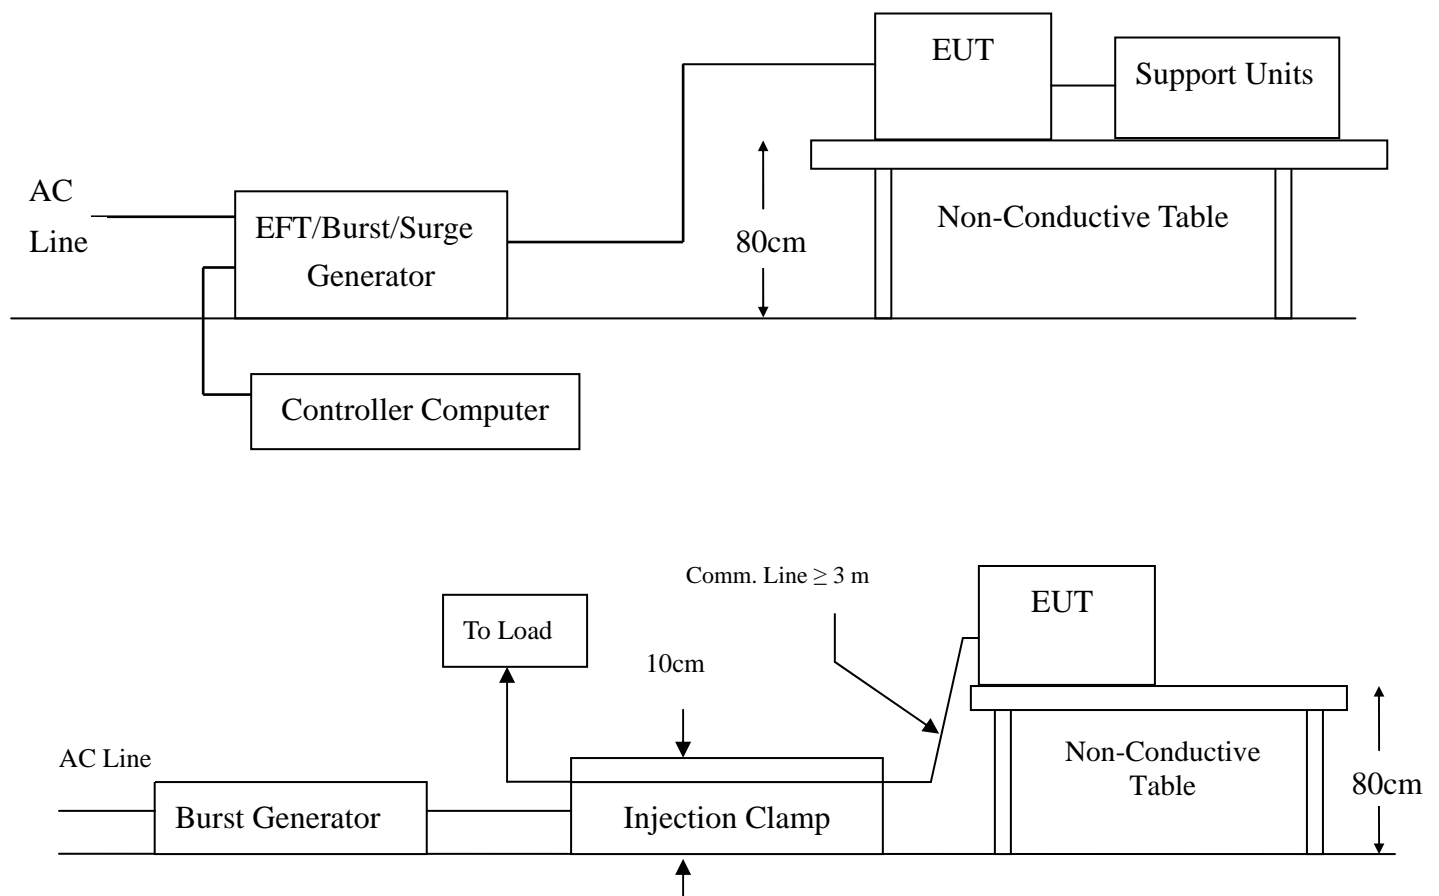 EUT
Support Units
AC
Line
EFT/Burst/Surge
Generator
80cm
Non-Conductive Table
Controller Computer
Comm. Line ≥ 3 m
EUT
To Load
10cm
AC Line
Non-Conductive
Table
80cm
Burst Generator
Injection Clamp